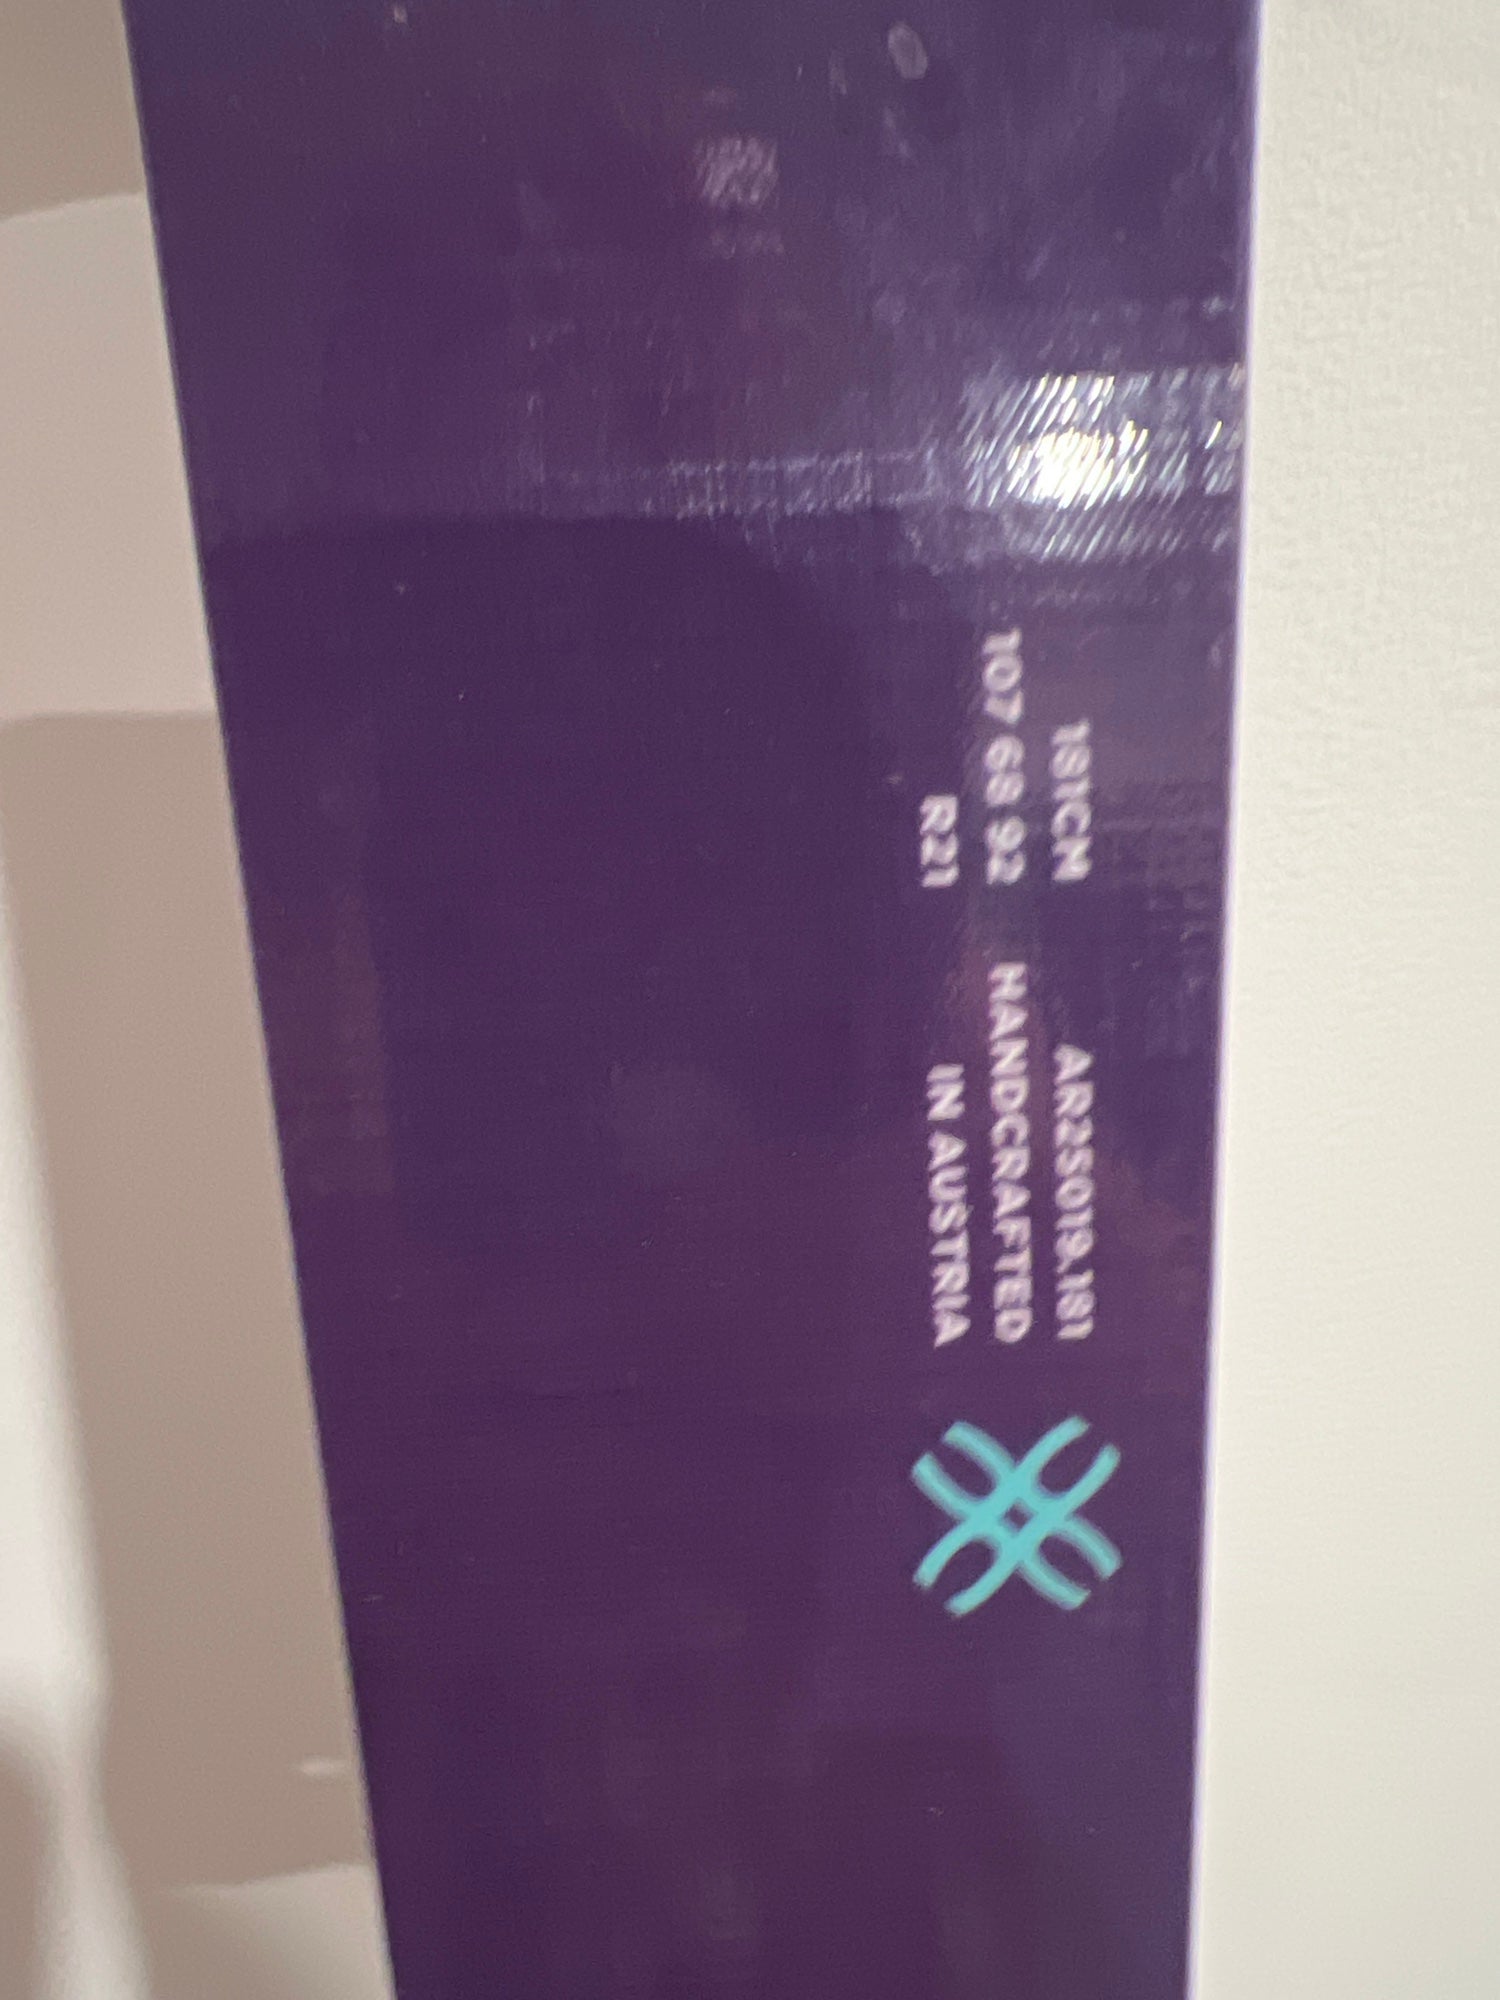 181CM
107 68 92
R21
AR25019.181
HANDCRAFTED
IN AUSTRIA